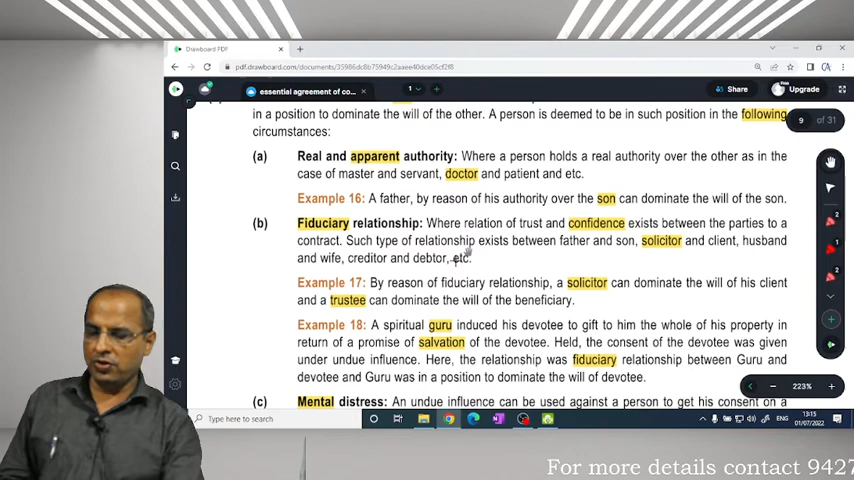 Drawboard PDF
pdf.drawboard.com/documents/35986dc8b75949c2aaee40dce05cf2f8
essential agreement of co...
1
Share
Upgrade
in a position to dominate the will of the other. A person is deemed to be in such position in the following
9 of 31
circumstances:
(a) Real and apparent authority: Where a person holds a real authority over the other as in the
case of master and servant, doctor and patient and etc.
Example 16: A father, by reason of his authority over the son can dominate the will of the son.
(b) Fiduciary relationship: Where relation of trust and confidence exists between the parties to a
contract. Such type of relationship exists between father and son, solicitor and client, husband
and wife, creditor and debtor, etc.
Example 17: By reason of fiduciary relationship, a solicitor can dominate the will of his client
and a trustee can dominate the will of the beneficiary.
Example 18: A spiritual guru induced his devotee to gift to him the whole of his property in
return of a promise of salvation of the devotee. Held, the consent of the devotee was given
under undue influence. Here, the relationship was fiduciary relationship between Guru and
devotee and Guru was in a position to dominate the will of devotee.
223%
(c) Mental distress: An undue influence can be used against a person to get his consent on a
Type here to search
ENG
13:15
01/07/2022
For more details contact 9427